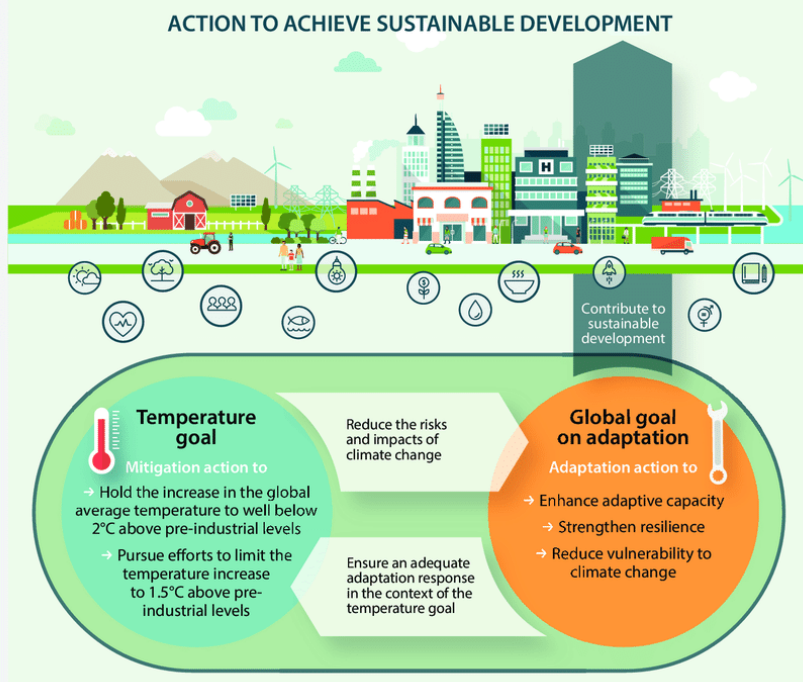 ACTION TO ACHIEVE SUSTAINABLE DEVELOPMENT
H
Contribute to
sustainable
development
Temperature
goal
Mitigation action to
→ Hold the increase in the global
average temperature to well below
2°C above pre-industrial levels
→ Pursue efforts to limit the
temperature increase
to 1.5°C above pre-
industrial levels
Reduce the risks
and impacts of
climate change
Ensure an adequate
adaptation response
in the context of the
temperature goal
Global goal
on adaptation
Adaptation action to
→ Enhance adaptive capacity
→ Strengthen resilience
→ Reduce vulnerability to
climate change